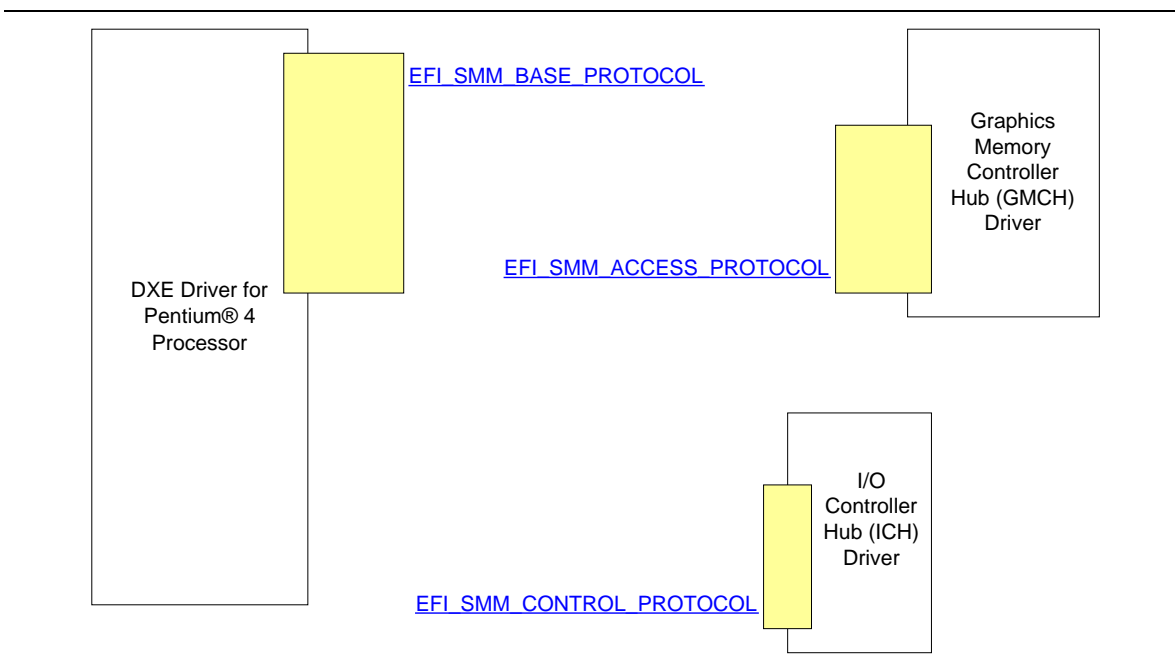 EFI_SMM_BASE_PROTOCOL
DXE Driver for
Pentium® 4
Processor
Graphics
Memory
Controller
Hub (GMCH)
Driver
EFI_SMM_ACCESS_PROTOCOL
I/O
Controller
Hub (ICH)
Driver
EFI_SMM_CONTROL_PROTOCOL